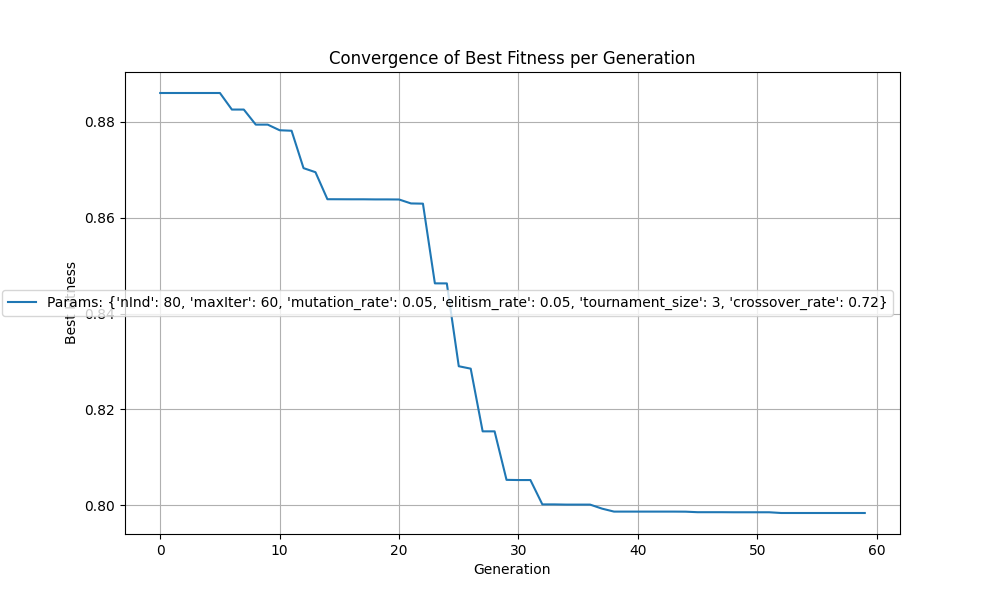 Convergence of Best Fitness per Generation
0.88
0.86
0.84
0.82
0.80
Best Fitness
Params: {'nInd': 80, 'maxIter': 60, 'mutation_rate': 0.05, 'elitism_rate': 0.05, 'tournament_size': 3, 'crossover_rate': 0.72}
0 10 20 30 40 50 60
Generation